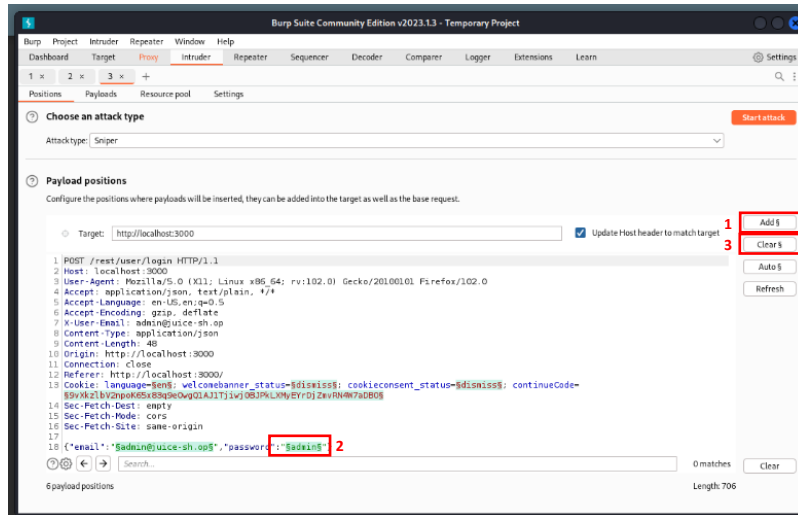 Burp Suite Community Edition v2023.1.3 - Temporary Project
Burp Project Intruder Repeater Window Help
Dashboard Target Proxy Intruder Repeater Sequencer Decoder Comparer Logger Extensions Learn Settings
1 × 2 × 3 × +
Positions Payloads Resource pool Settings
? Choose an attack type
Start attack
Attack type: Sniper
? Payload positions
Configure the positions where payloads will be inserted, they can be added into the target as well as the base request.
1 Add §
Target: http://localhost:3000 Update Host header to match target
3 Clear §
Auto §
Refresh
1 POST /rest/user/login HTTP/1.1
2 Host: localhost:3000
3 User-Agent: Mozilla/5.0 (X11; Linux x86_64; rv:102.0) Gecko/20100101 Firefox/102.0
4 Accept: application/json, text/plain, */*
5 Accept-Language: en-US,en;q=0.5
6 Accept-Encoding: gzip, deflate
7 X-User-Email: admin@juice-sh.op
8 Content-Type: application/json
9 Content-Length: 48
10 Origin: http://localhost:3000
11 Connection: close
12 Referer: http://localhost:3000/
13 Cookie: language=§en§; welcomebanner_status=§dismiss§; cookieconsent_status=§dismiss§; continueCode=
14 Sec-Fetch-Dest: empty
15 Sec-Fetch-Mode: cors
16 Sec-Fetch-Site: same-origin
17
18 {"email":"§admin@juice-sh.op§","password":"§admin§"} 2
? Search... 0 matches Clear
6 payload positions Length: 706